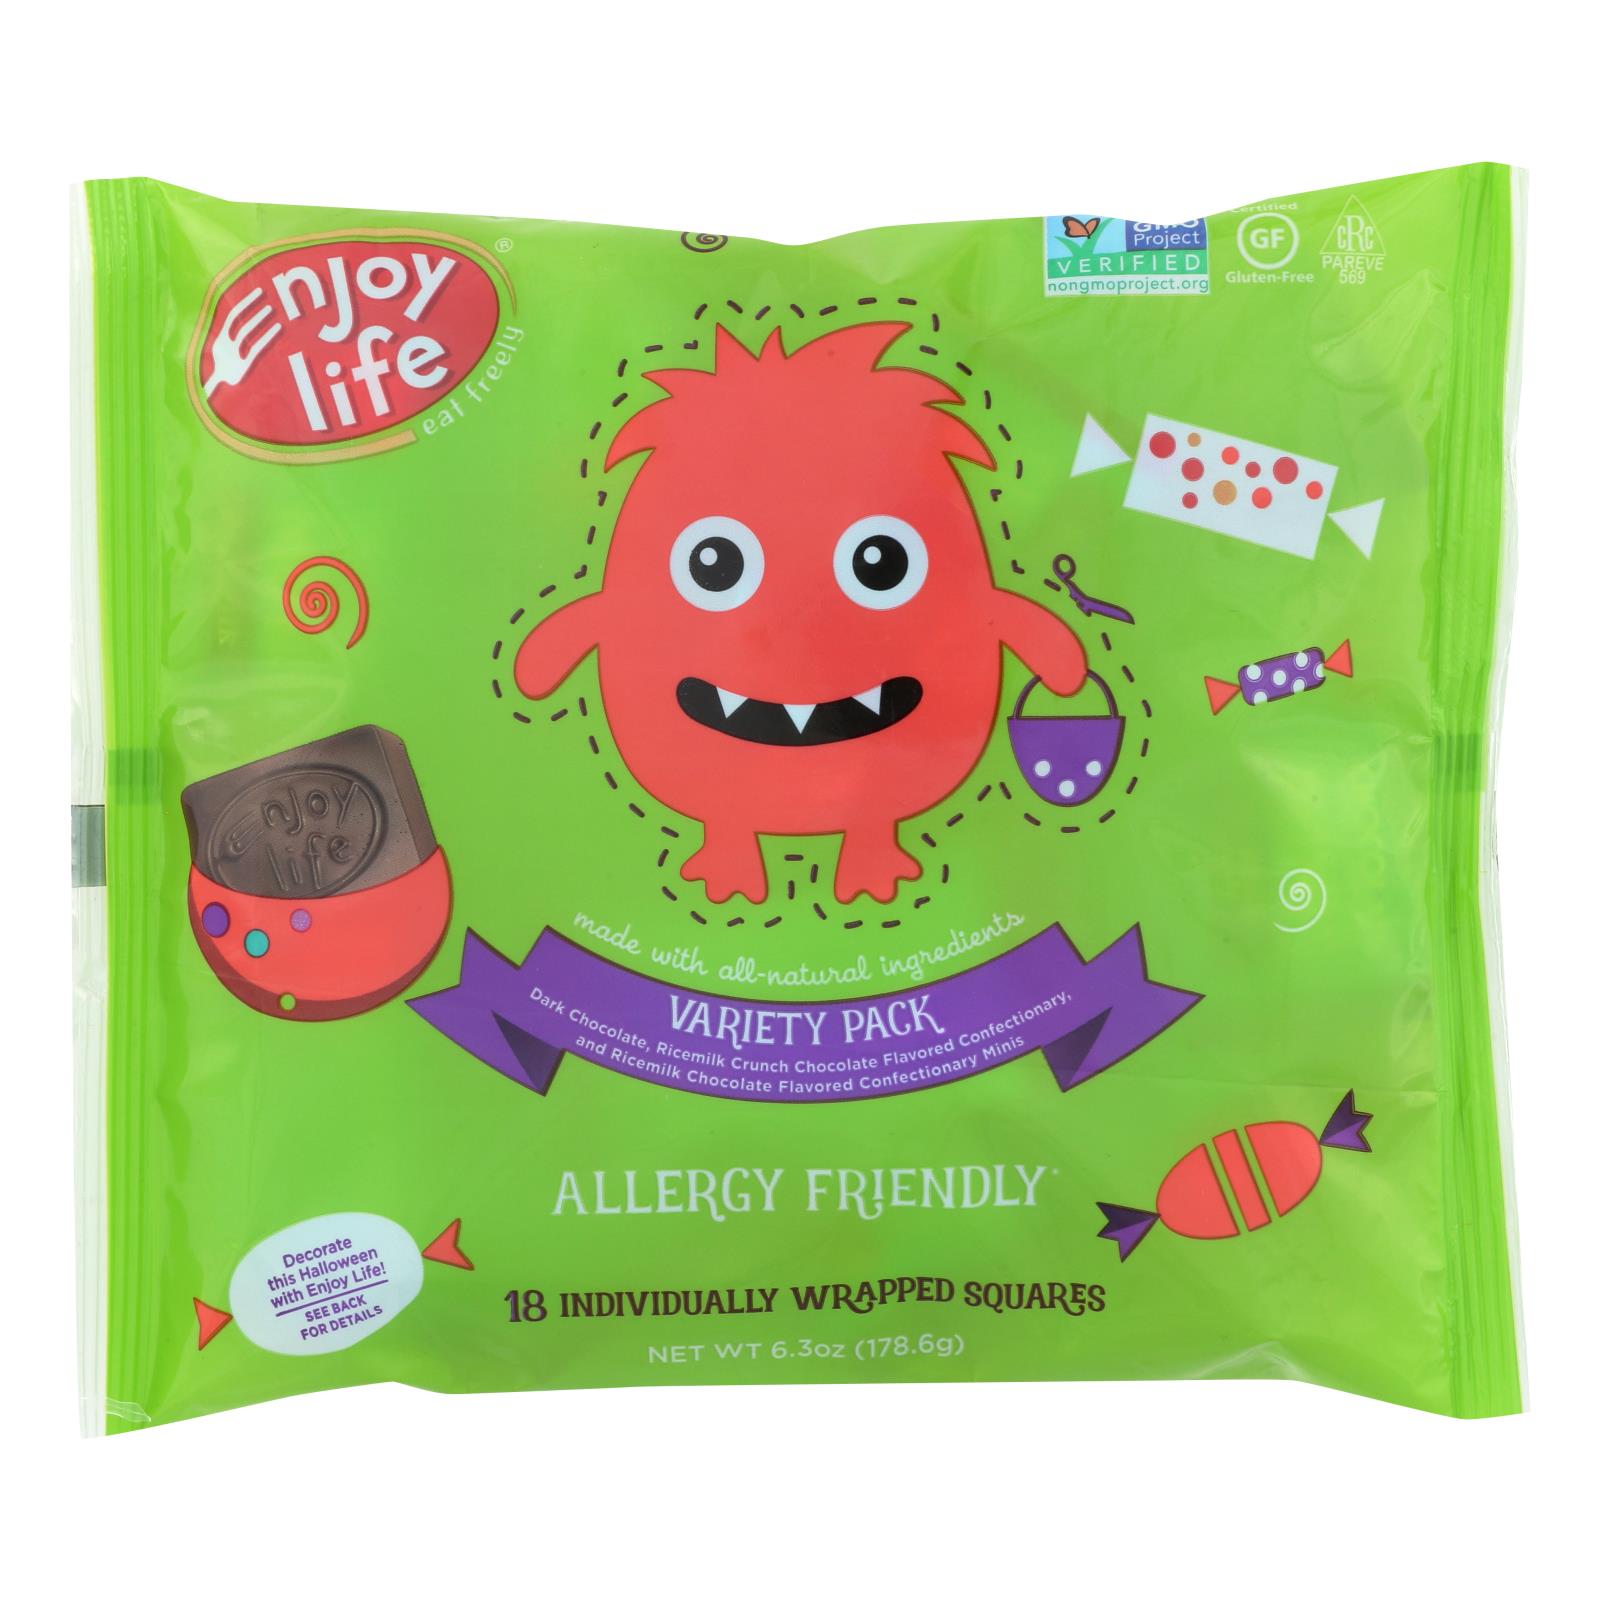 Enjoy
life
®
eat freely
GMO
Project
VERIFIED
nongmoproject.org
Certified
GF
Gluten-Free
cRc
PAREVE
569
Enjoy
life
made with all-natural ingredients
VARIETY PACK
Dark Chocolate, Ricemilk Crunch Chocolate Flavored Confectionary,
and Ricemilk Chocolate Flavored Confectionary Minis
ALLERGY FRIENDLY*
Decorate
this Halloween
with Enjoy Life!
SEE BACK
FOR DETAILS
18 INDIVIDUALLY WRAPPED SQUARES
NET WT 6.3oz (178.6g)